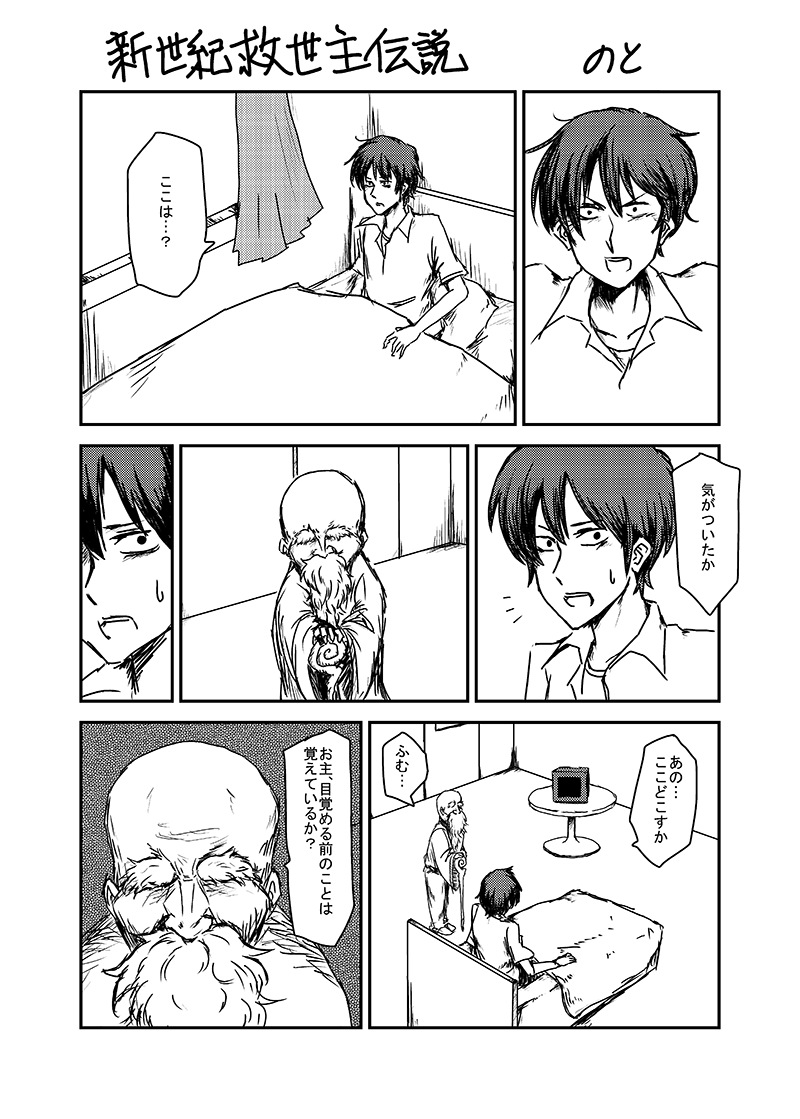 新世紀救世主伝説
のと
ここは…？
気がついたか
あの…
ここどこすか
ふむ…
お主、目覚める前のことは
覚えているか？